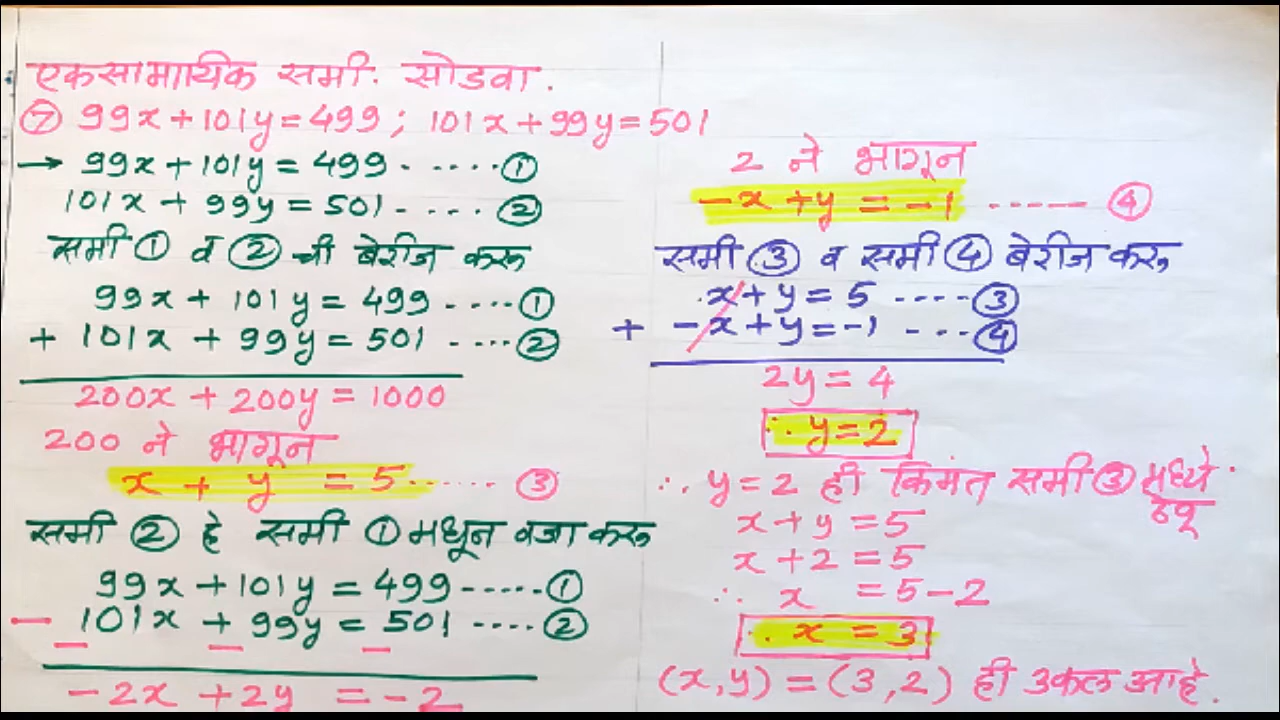 एकसामायिक समी. सोडवा.
⑦ 99x + 101y = 499 ; 101x + 99y = 501
→ 99x + 101y = 499 ------ ①
101x + 99y = 501 ----- ②
समी ① व ② ची बेरीज करू
99x + 101y = 499 ---- ①
+ 101x + 99y = 501 ---- ②
200x + 200y = 1000
200 ने भागून
x + y = 5 ....... ③
समी ② हे समी ① मधून वजा करू
99x + 101y = 499 ------ ①
- 101x + 99y = 501 ---- ②
- - -
-2x + 2y = -2
2 ने भागून
-x + y = -1 ------ ④
समी ③ व समी ④ बेरीज करू
x + y = 5 ---- ③
+ -x + y = -1 ---- ④
2y = 4
∴ y = 2
∴ y = 2 ही किमंत समी ③ मध्ये
ठेवू
x + y = 5
x + 2 = 5
∴ x = 5 - 2
∴ x = 3
(x, y) = (3, 2) ही उकल आहे.